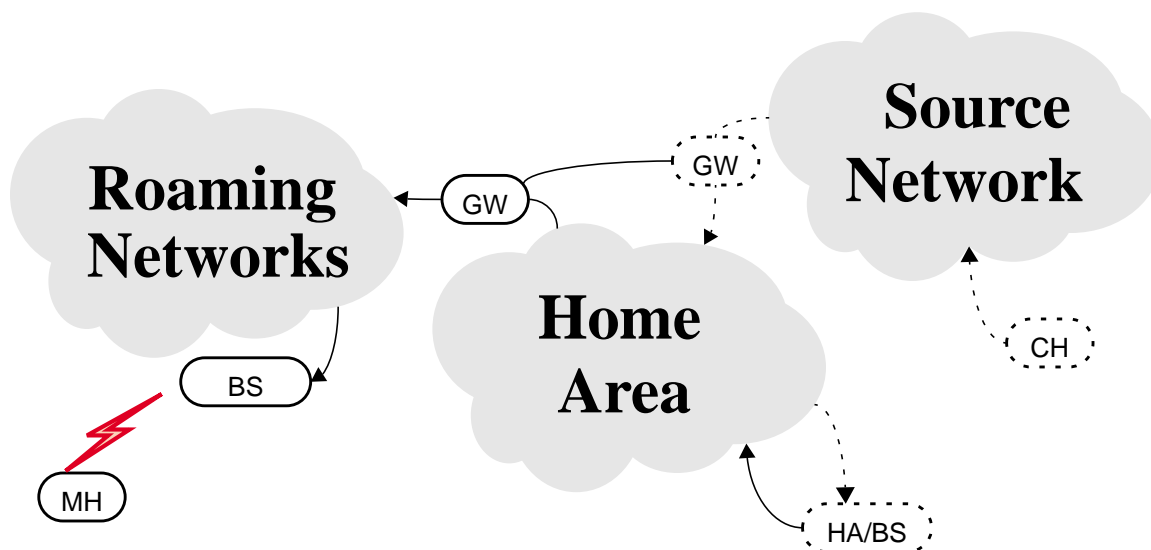 Source
Network
GW
Roaming
Networks
GW
Home
Area
CH
BS
MH
HA/BS